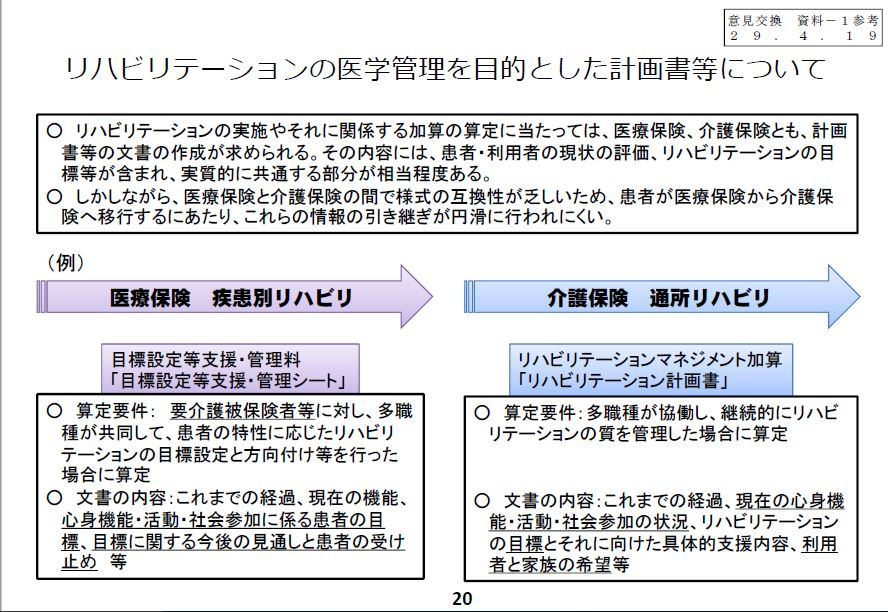 意見交換 資料－1参考
29.4.19
リハビリテーションの医学管理を目的とした計画書等について
○ リハビリテーションの実施やそれに関係する加算の算定に当たっては、医療保険、介護保険とも、計画
書等の文書の作成が求められる。その内容には、患者・利用者の現状の評価、リハビリテーションの目
標等が含まれ、実質的に共通する部分が相当程度ある。
○ しかしながら、医療保険と介護保険の間で様式の互換性が乏しいため、患者が医療保険から介護保
険へ移行するにあたり、これらの情報の引き継ぎが円滑に行われにくい。
（例）
医療保険 疾患別リハビリ
目標設定等支援・管理料
「目標設定等支援・管理シート」
○ 算定要件： 要介護被保険者等に対し、多職
種が共同して、患者の特性に応じたリハビリ
テーションの目標設定と方向付け等を行った
場合に算定
○ 文書の内容：これまでの経過、現在の機能、
心身機能・活動・社会参加に係る患者の目
標、目標に関する今後の見通しと患者の受け
止め 等
介護保険 通所リハビリ
リハビリテーションマネジメント加算
「リハビリテーション計画書」
○ 算定要件：多職種が協働し、継続的にリハビ
リテーションの質を管理した場合に算定
○ 文書の内容：これまでの経過、現在の心身機
能・活動・社会参加の状況、リハビリテーション
の目標とそれに向けた具体的支援内容、利用
者と家族の希望等
20